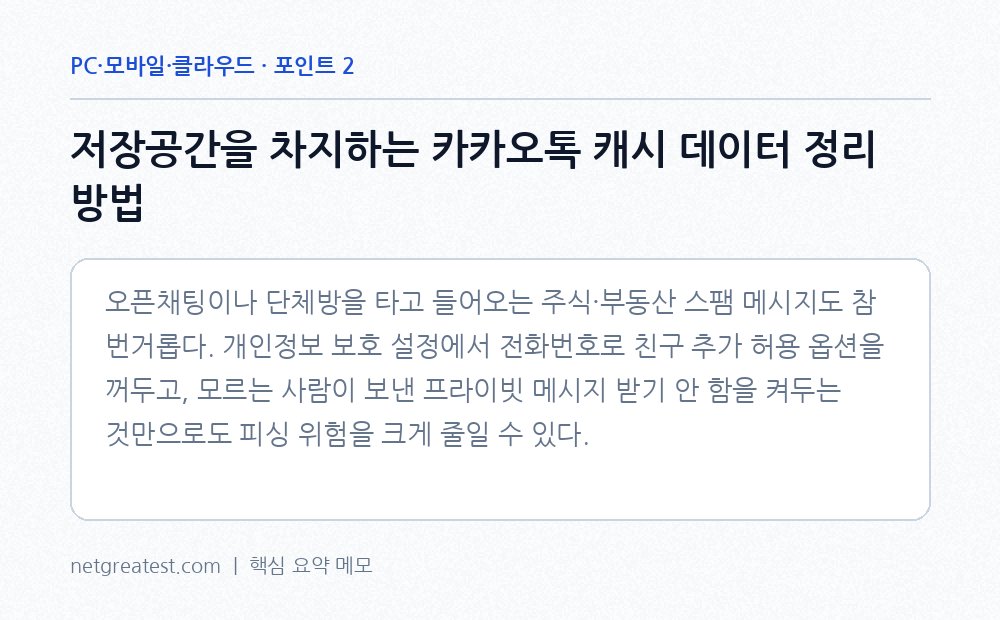 PC·모바일·클라우드 · 포인트 2
저장공간을 차지하는 카카오톡 캐시 데이터 정리
방법
오픈채팅이나 단체방을 타고 들어오는 주식·부동산 스팸 메시지도 참
번거롭다. 개인정보 보호 설정에서 전화번호로 친구 추가 허용 옵션을
꺼두고, 모르는 사람이 보낸 프라이빗 메시지 받기 안 함을 켜두는
것만으로도 피싱 위험을 크게 줄일 수 있다.
netgreatest.com | 핵심 요약 메모